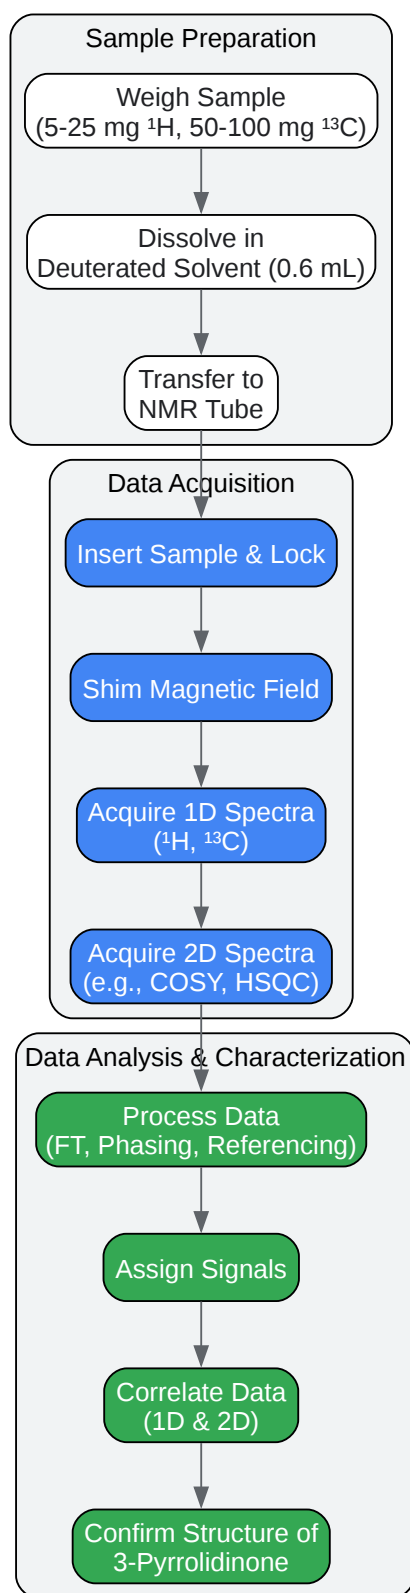 Sample Preparation
Weigh Sample
(5-25 mg ¹H, 50-100 mg ¹³C)
Dissolve in
Deuterated Solvent (0.6 mL)
Transfer to
NMR Tube
Data Acquisition
Insert Sample & Lock
Shim Magnetic Field
Acquire 1D Spectra
(¹H, ¹³C)
Acquire 2D Spectra
(e.g., COSY, HSQC)
Data Analysis & Characterization
Process Data
(FT, Phasing, Referencing)
Assign Signals
Correlate Data
(1D & 2D)
Confirm Structure of
3-Pyrrolidinone